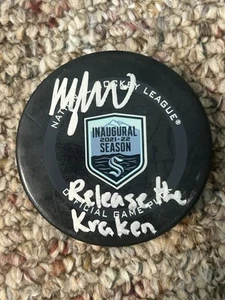 NATIONAL HOCKEY LEAGUE
INAUGURAL
2021-22
SEASON
Release the
Kraken
OFFICIAL GAME